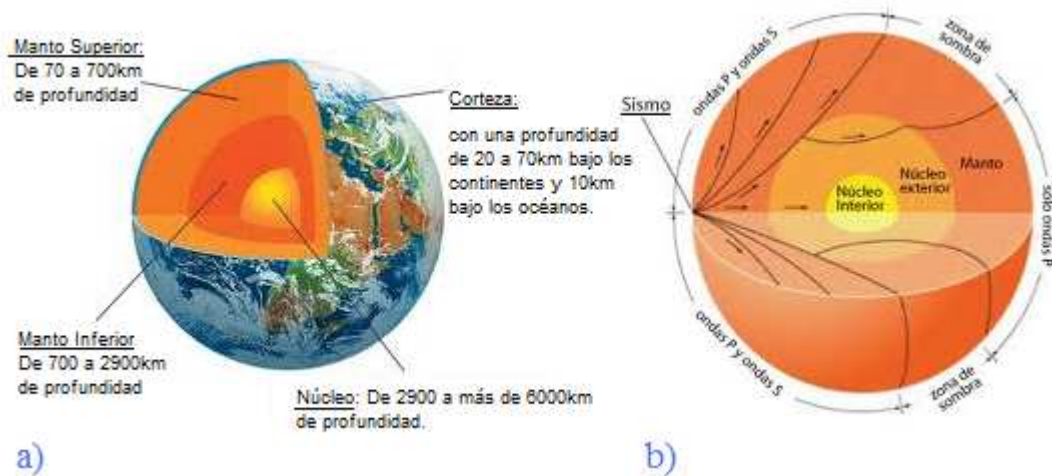 Manto Superior:
De 70 a 700km
de profundidad
Corteza:
con una profundidad
de 20 a 70km bajo los
continentes y 10km
bajo los océanos.
Manto Inferior
De 700 a 2900km
de profundidad
Núcleo: De 2900 a más de 6000km
de profundidad.
a)
Sismo
ondas P y ondas S
zona de
sombra
Manto
Núcleo
exterior
Núcleo
Interior
solo ondas P
ondas P y ondas S
zona de
sombra
b)